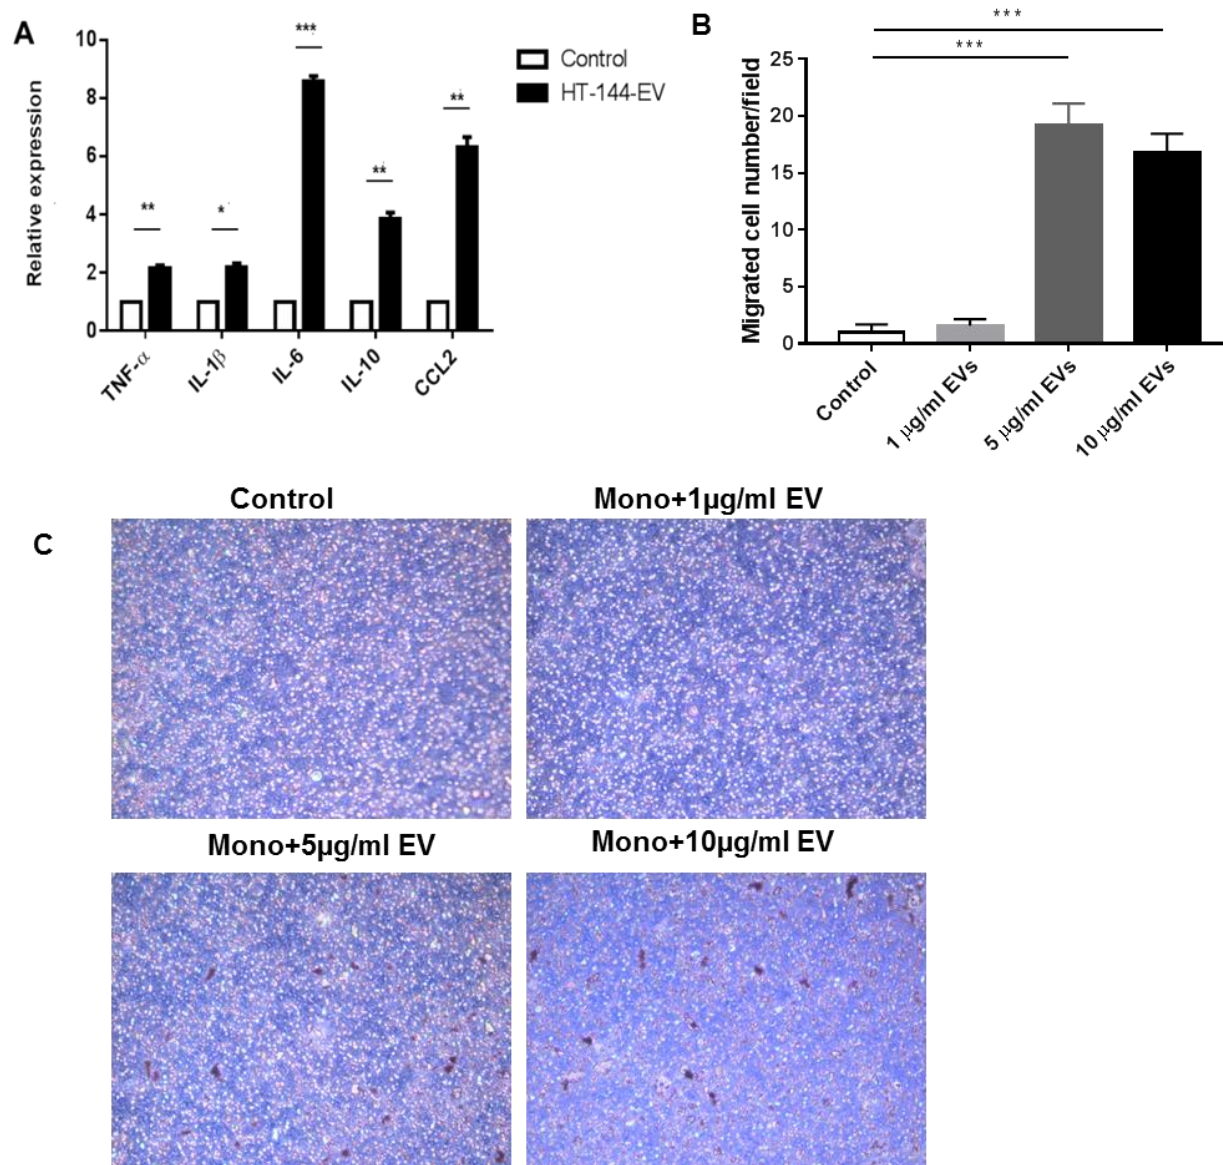 A
B
Relative expression
10
8
6
4
2
0
***
**
**
**
*
Control
HT-144-EV
TNF-α
IL-1β
IL-6
IL-10
CCL2
Migrated cell number/field
25
20
15
10
5
0
***
***
Control
1 μg/ml EVs
5 μg/ml EVs
10 μg/ml EVs
C
Control
Mono+1μg/ml EV
Mono+5μg/ml EV
Mono+10μg/ml EV